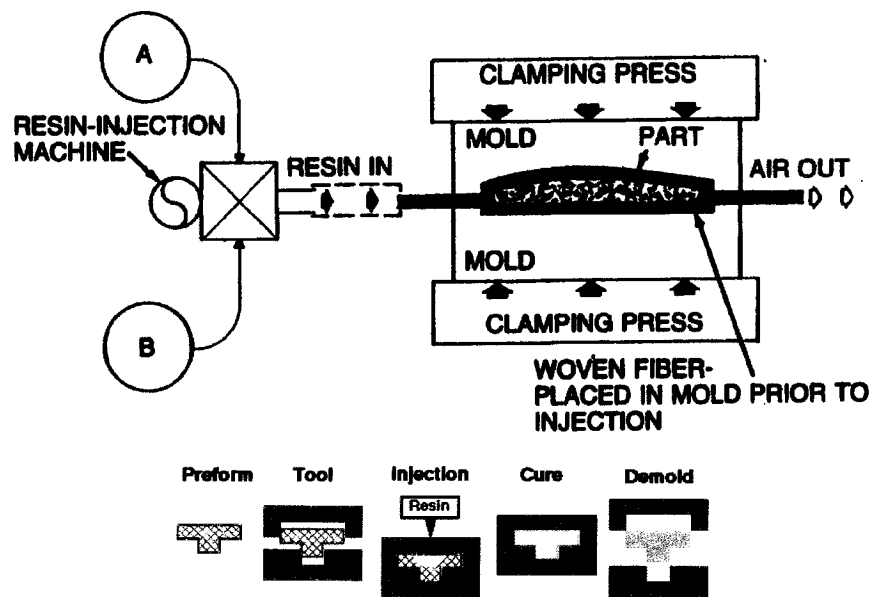 A
CLAMPING PRESS
RESIN-INJECTION
MACHINE
RESIN IN
MOLD
PART
AIR OUT
MOLD
B
CLAMPING PRESS
WOVEN FIBER-
PLACED IN MOLD PRIOR TO
INJECTION
Preform Tool Injection Cure Demold
Resin